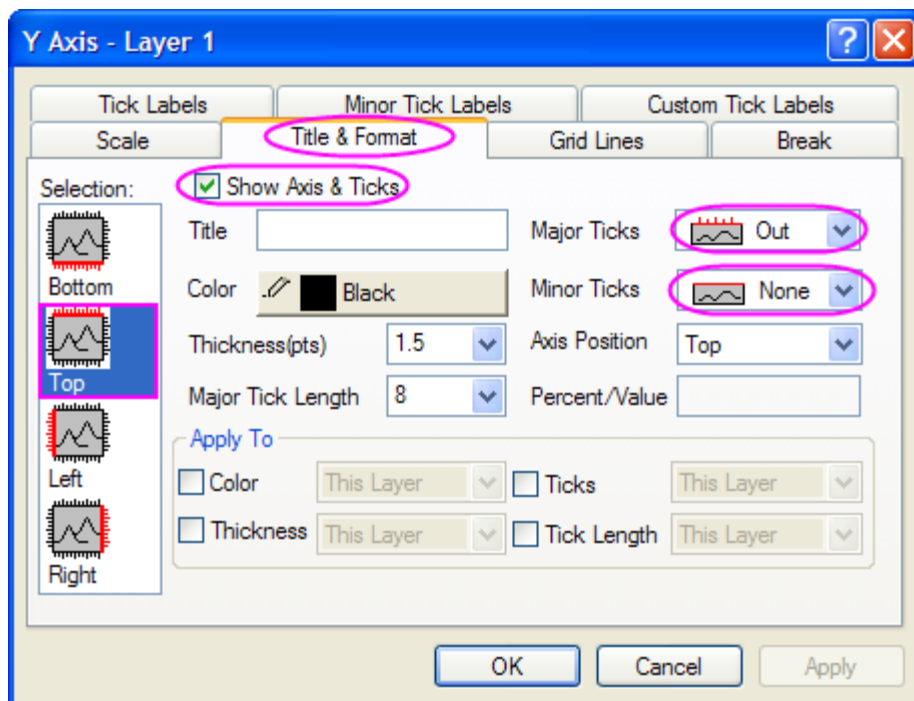 Y Axis - Layer 1
Tick Labels Minor Tick Labels Custom Tick Labels
Scale Title & Format Grid Lines Break
Selection:
Bottom
Top
Left
Right
Show Axis & Ticks
Title Major Ticks Out
Color Black Minor Ticks None
Thickness(pts) 1.5 Axis Position Top
Major Tick Length 8 Percent/Value
Apply To
Color This Layer Ticks This Layer
Thickness This Layer Tick Length This Layer
OK Cancel Apply